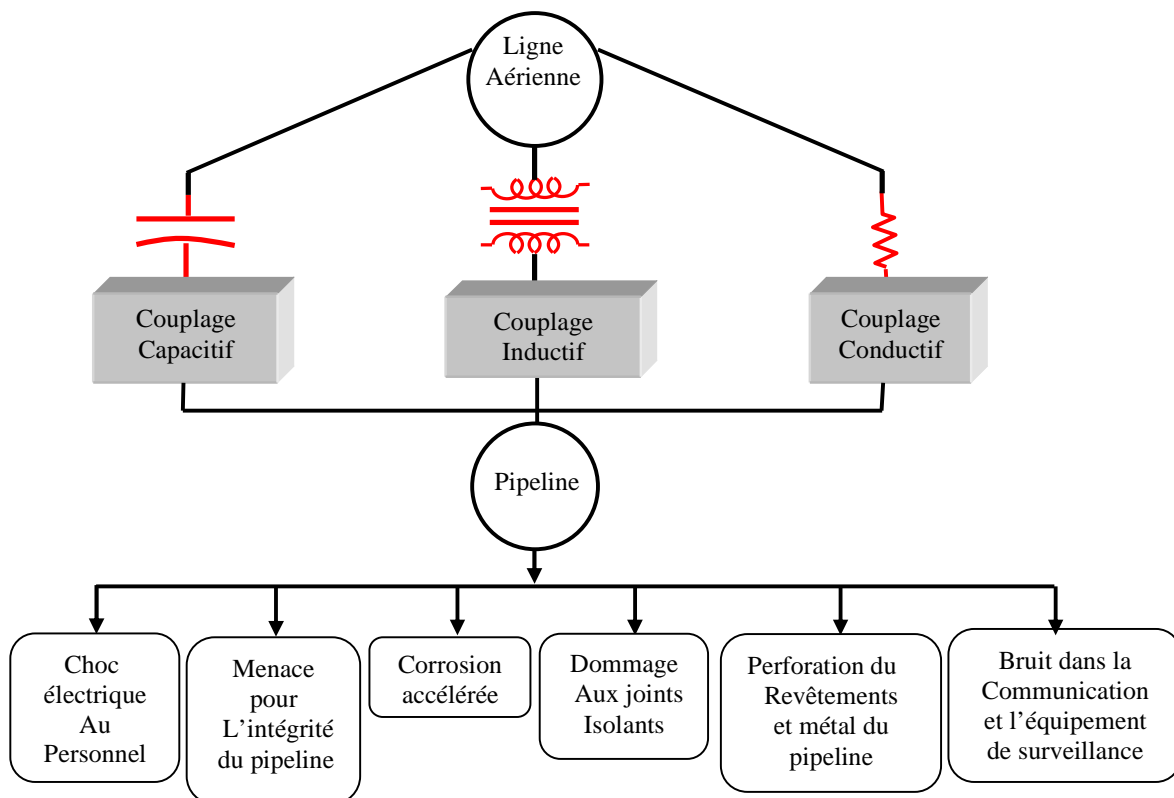 Ligne
Aérienne
Couplage
Capacitif
Couplage
Inductif
Couplage
Conductif
Pipeline
Choc
électrique
Au
Personnel
Menace
pour
L’intégrité
du pipeline
Corrosion
accélérée
Dommage
Aux joints
Isolants
Perforation du
Revêtements
et métal du
pipeline
Bruit dans la
Communication
et l’équipement
de surveillance